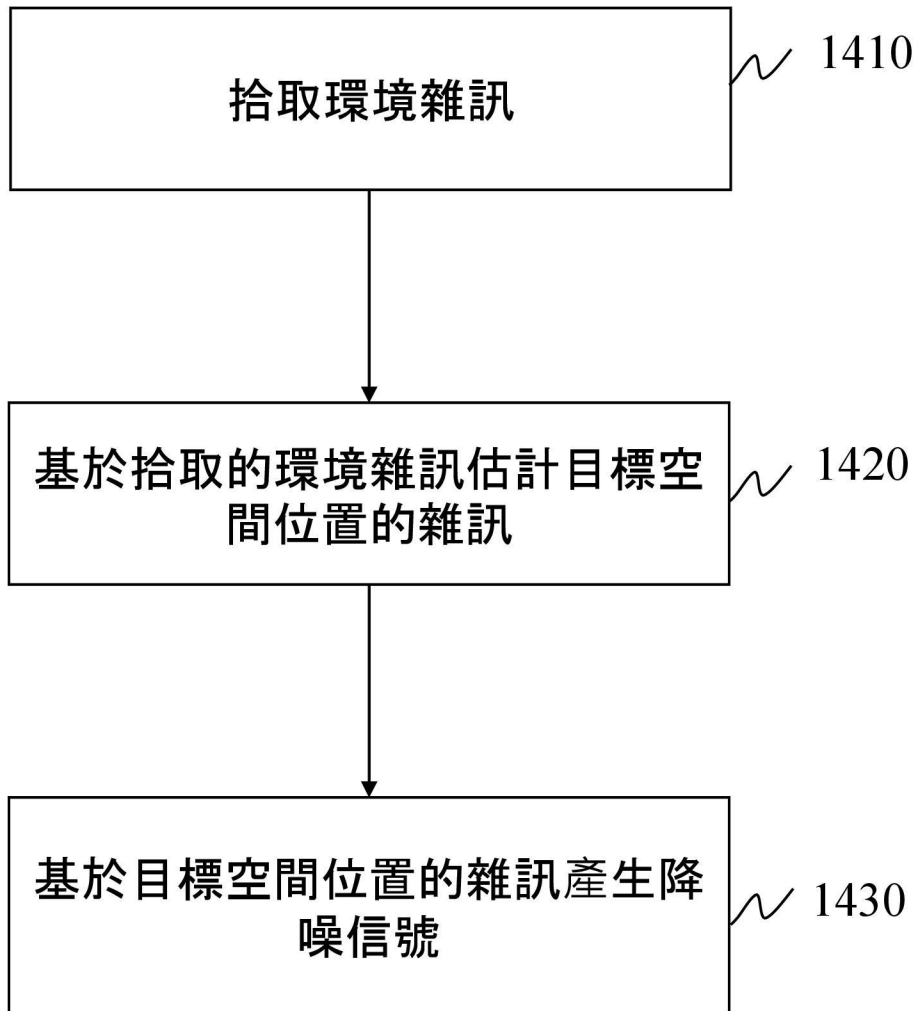 拾取環境雜訊
1410
基於拾取的環境雜訊估計目標空
間位置的雜訊
1420
基於目標空間位置的雜訊產生降
噪信號
1430